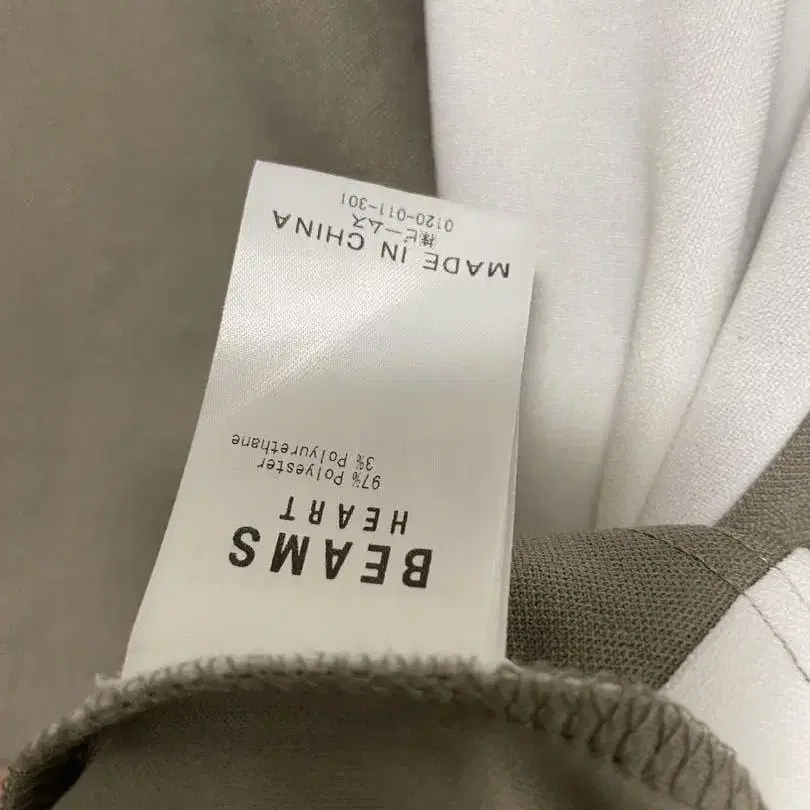 BEAMS
HEART
97% Polyester
3% Polyurethane
MADE IN CHINA
㈱ビームス
0120-011-301